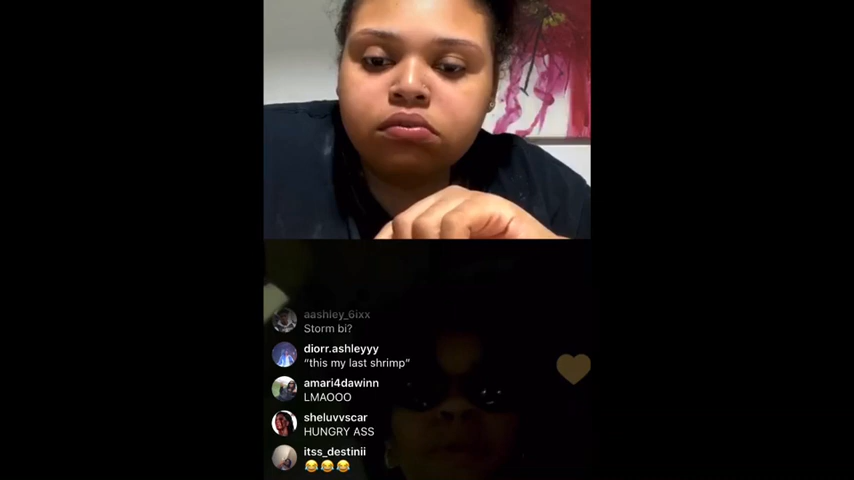 aashley_6ixx
Storm bi?
diorr.ashleyyy
“this my last shrimp”
amari4dawinn
LMAOOO
sheluvvscar
HUNGRY ASS
itss_destinii
😂😂😂